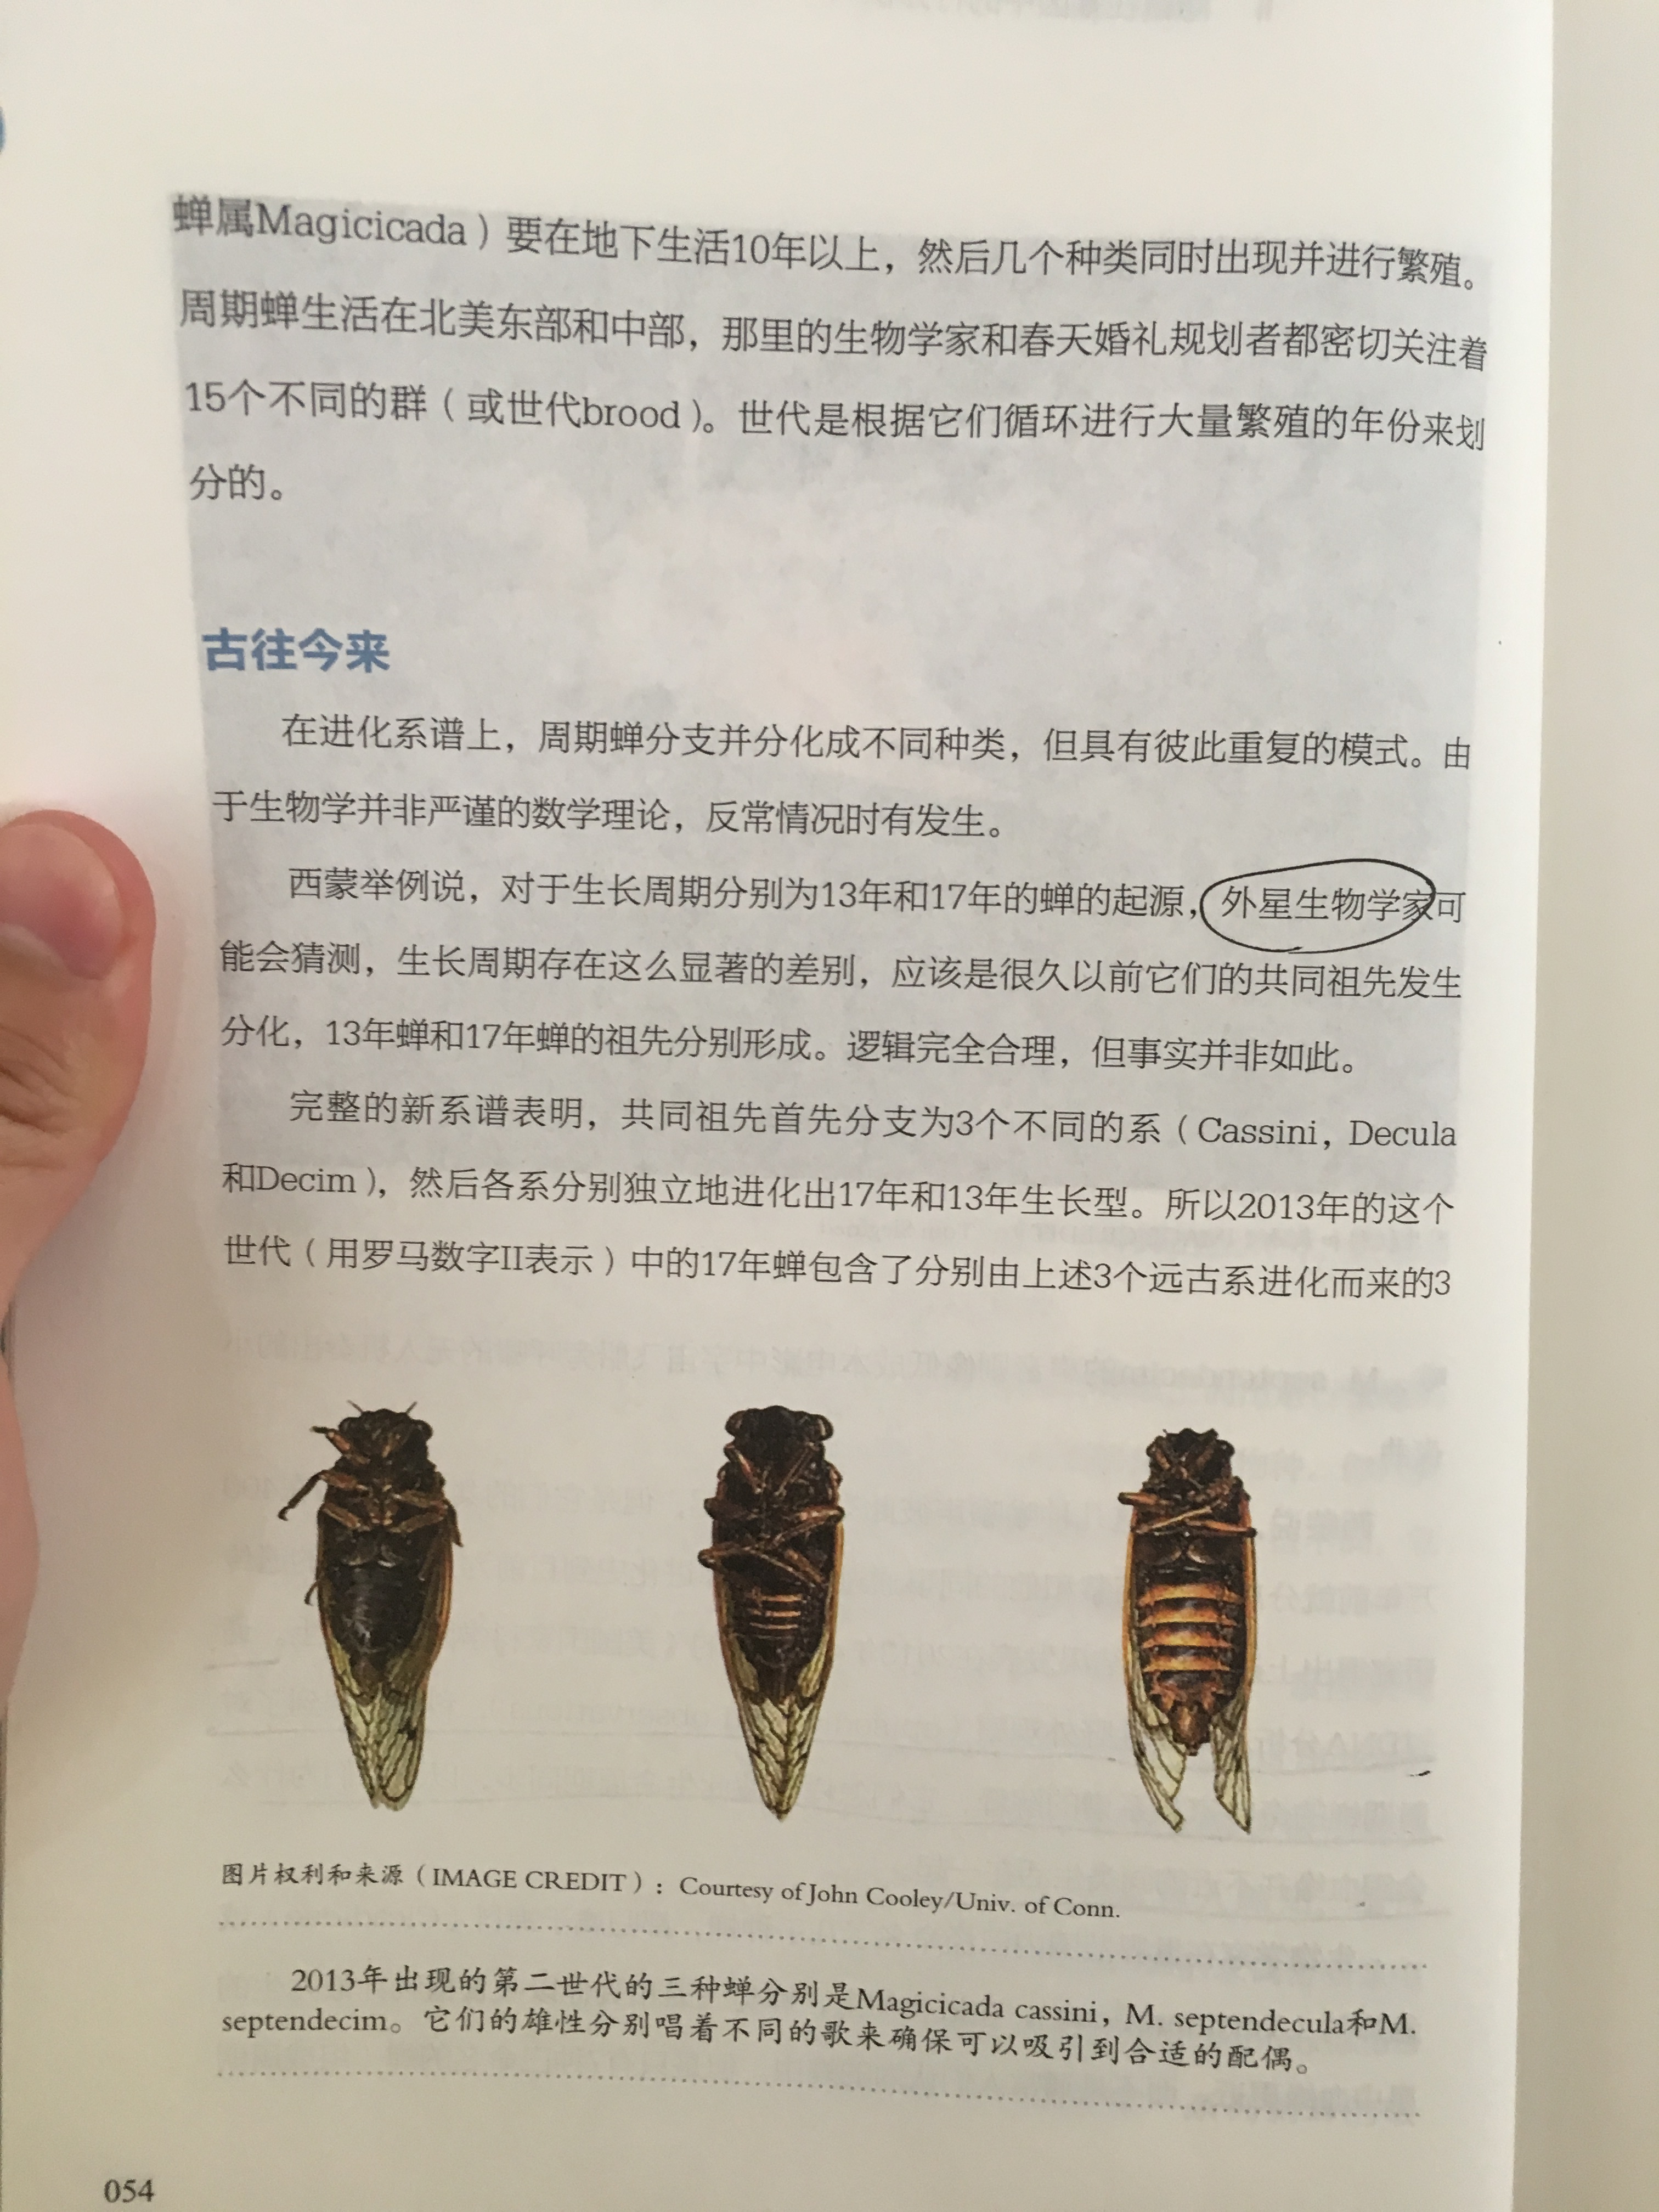 蝉属Magicicada）要在地下生活10年以上，然后几个种类同时出现并进行繁殖。
周期蝉生活在北美东部和中部，那里的生物学家和春天婚礼规划者都密切关注着
15个不同的群（或世代brood）。世代是根据它们循环进行大量繁殖的年份来划
分的。
古往今来
在进化系谱上，周期蝉分支并分化成不同种类，但具有彼此重复的模式。由
于生物学并非严谨的数学理论，反常情况时有发生。
西蒙举例说，对于生长周期分别为13年和17年的蝉的起源，外星生物学家可
能会猜测，生长周期存在这么显著的差别，应该是很久以前它们的共同祖先发生
分化，13年蝉和17年蝉的祖先分别形成。逻辑完全合理，但事实并非如此。
完整的新系谱表明，共同祖先首先分支为3个不同的系（Cassini，Decula
和Decim），然后各系分别独立地进化出17年和13年生长型。所以2013年的这个
世代（用罗马数字II表示）中的17年蝉包含了分别由上述3个远古系进化而来的3
图片权利和来源（IMAGE CREDIT）：Courtesy of John Cooley/Univ. of Conn.
2013年出现的第二世代的三种蝉分别是Magicicada cassini，M. septendecula和M.
septendecim。它们的雄性分别唱着不同的歌来确保可以吸引到合适的配偶。
054